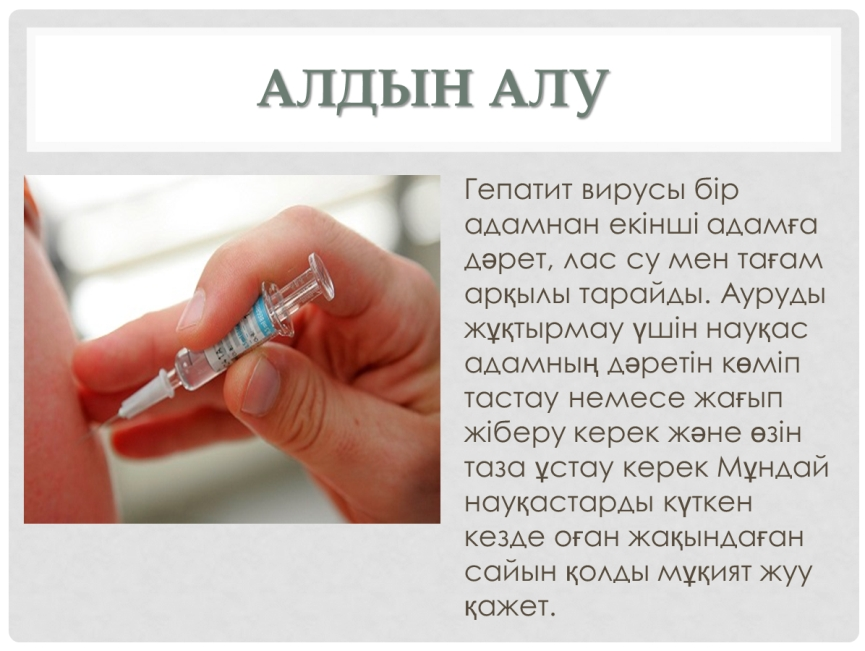 АЛДЫН АЛУ
Гепатит вирусы бір
адамнан екінші адамға
дәрет, лас су мен тағам
арқылы тарайды. Ауруды
жұқтырмау үшін науқас
адамның дәретін көміп
тастау немесе жағып
жіберу керек және өзін
таза ұстау керек Мұндай
науқастарды күткен
кезде оған жақындаған
сайын қолды мұқият жуу
қажет.